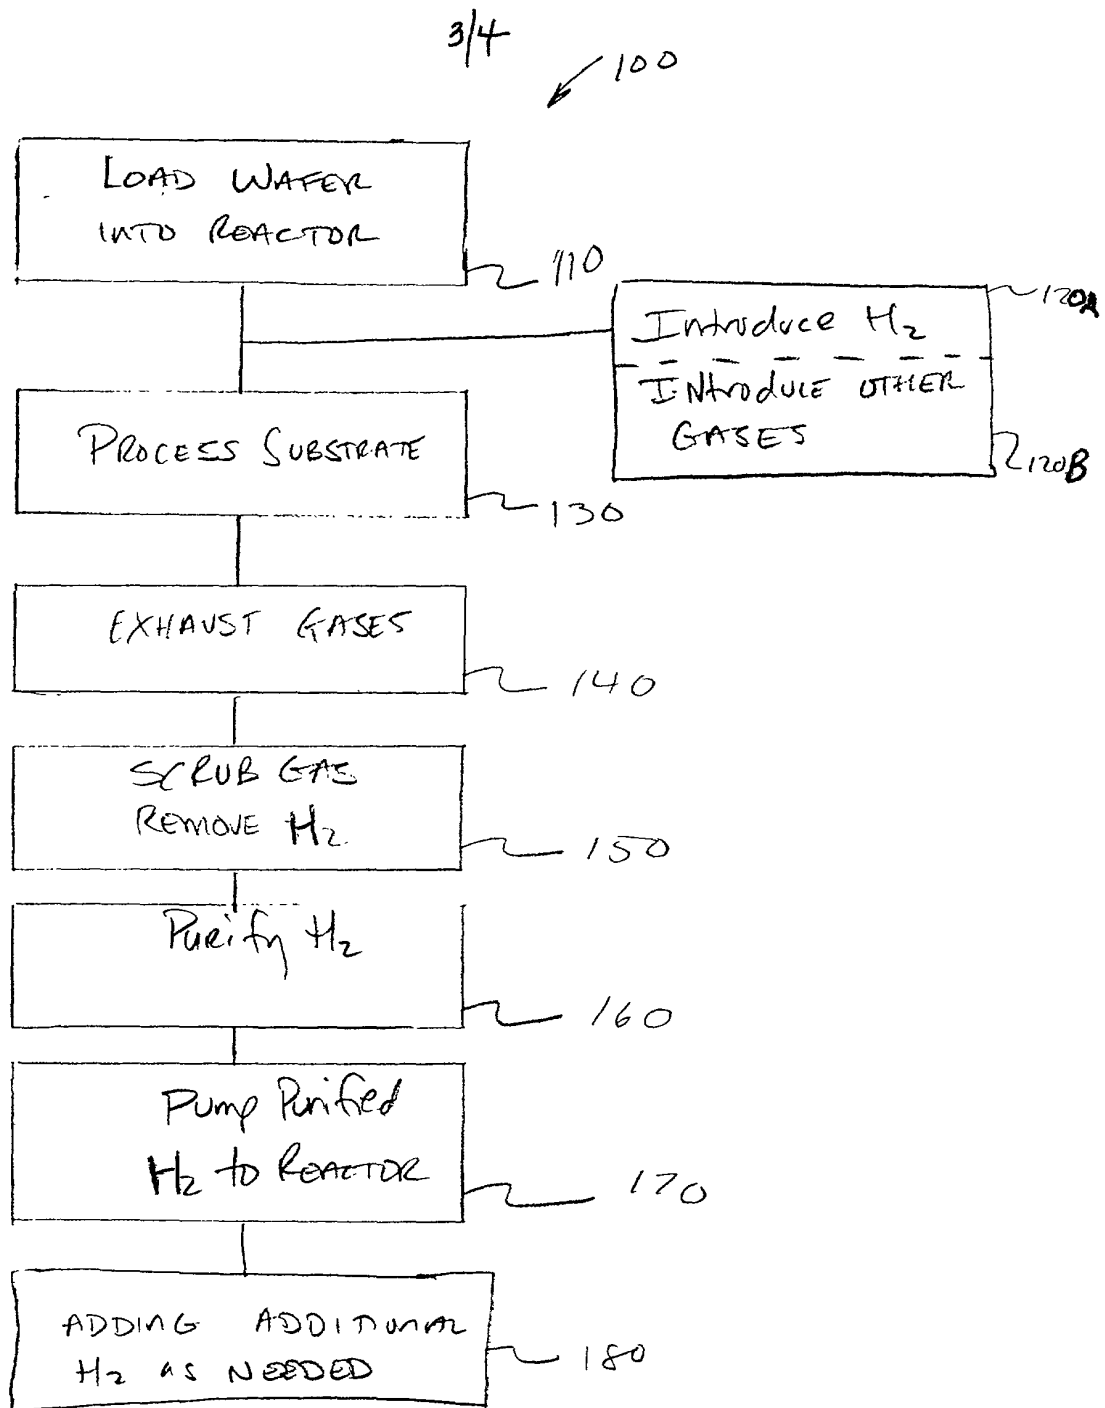 3/4
100
LOAD WAFER
INTO REACTOR
110
Introduce H2
120A
INtroduce OTHER
GASES
120B
PROCESS SUBSTRATE
130
EXHAUST GASES
140
SCRUB GAS
REMOVE H2.
150
Purify H2
160
Pump Purified
H2 to REACTOR
170
ADDING ADDITIONAL
H2 AS NEEDED
180